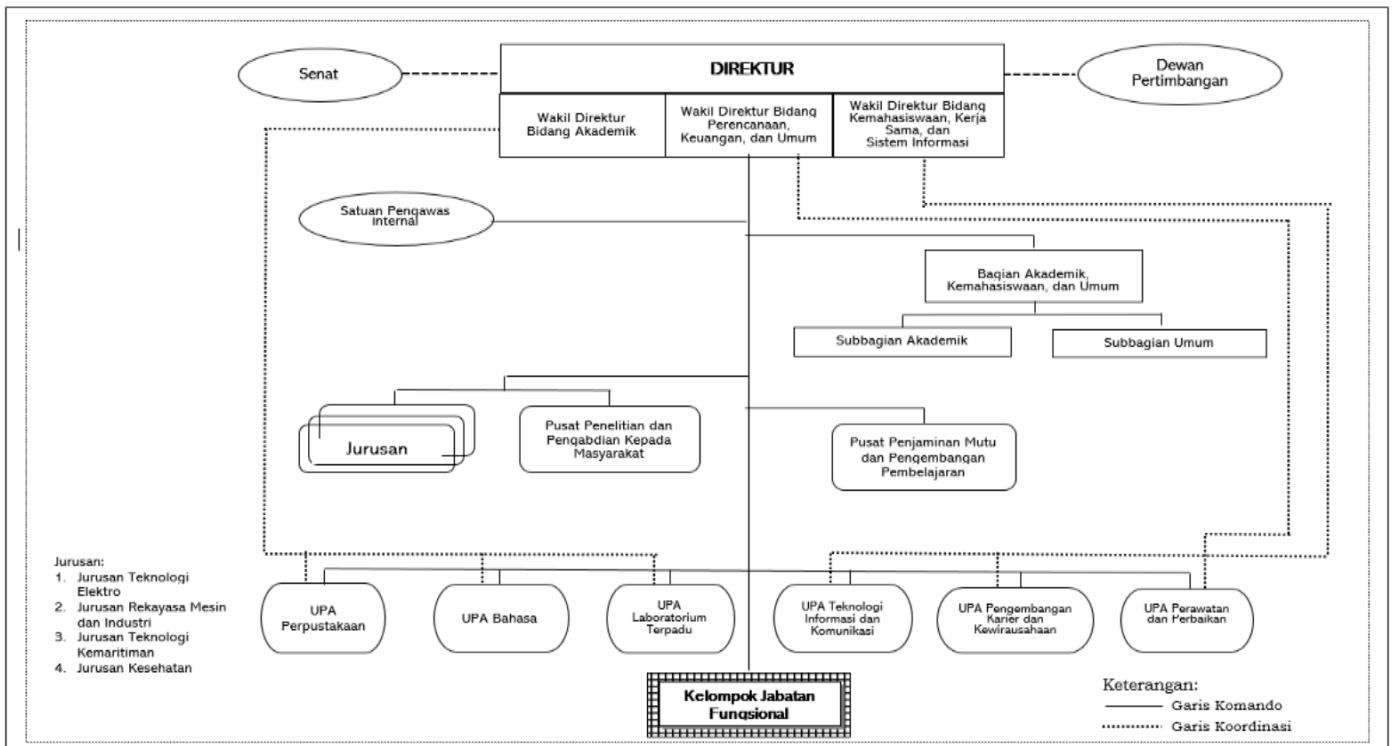 Senat
DIREKTUR
Dewan
Pertimbangan
Wakil Direktur
Bidang Akademik
Wakil Direktur Bidang
Perencanaan,
Keuangan, dan Umum
Wakil Direktur Bidang
Kemahasiswaan, Kerja
Sama, dan
Sistem Informasi
Satuan Pengawas
Internal
Bagian Akademik,
Kemahasiswaan, dan Umum
Subbagian Akademik
Subbagian Umum
Jurusan
Pusat Penelitian dan
Pengabdian Kepada
Masyarakat
Pusat Penjaminan Mutu
dan Pengembangan
Pembelajaran
Jurusan:
1. Jurusan Teknologi
Elektro
2. Jurusan Rekayasa Mesin
dan Industri
3. Jurusan Teknologi
Kemaritiman
4. Jurusan Kesehatan
UPA
Perpustakaan
UPA Bahasa
UPA
Laboratorium
Terpadu
UPA Teknologi
Informasi dan
Komunikasi
UPA Pengembangan
Karier dan
Kewirausahaan
UPA Perawatan
dan Perbaikan
Kelompok Jabatan
Fungsional
Keterangan:
Garis Komando
Garis Koordinasi